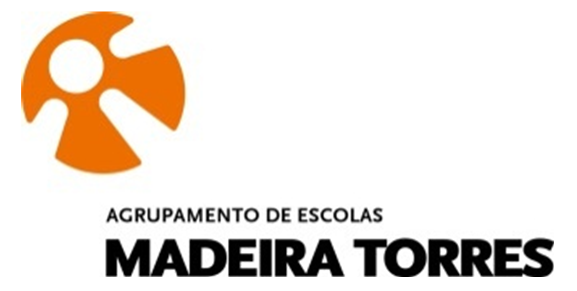 AGRUPAMENTO DE ESCOLAS
MADEIRA TORRES